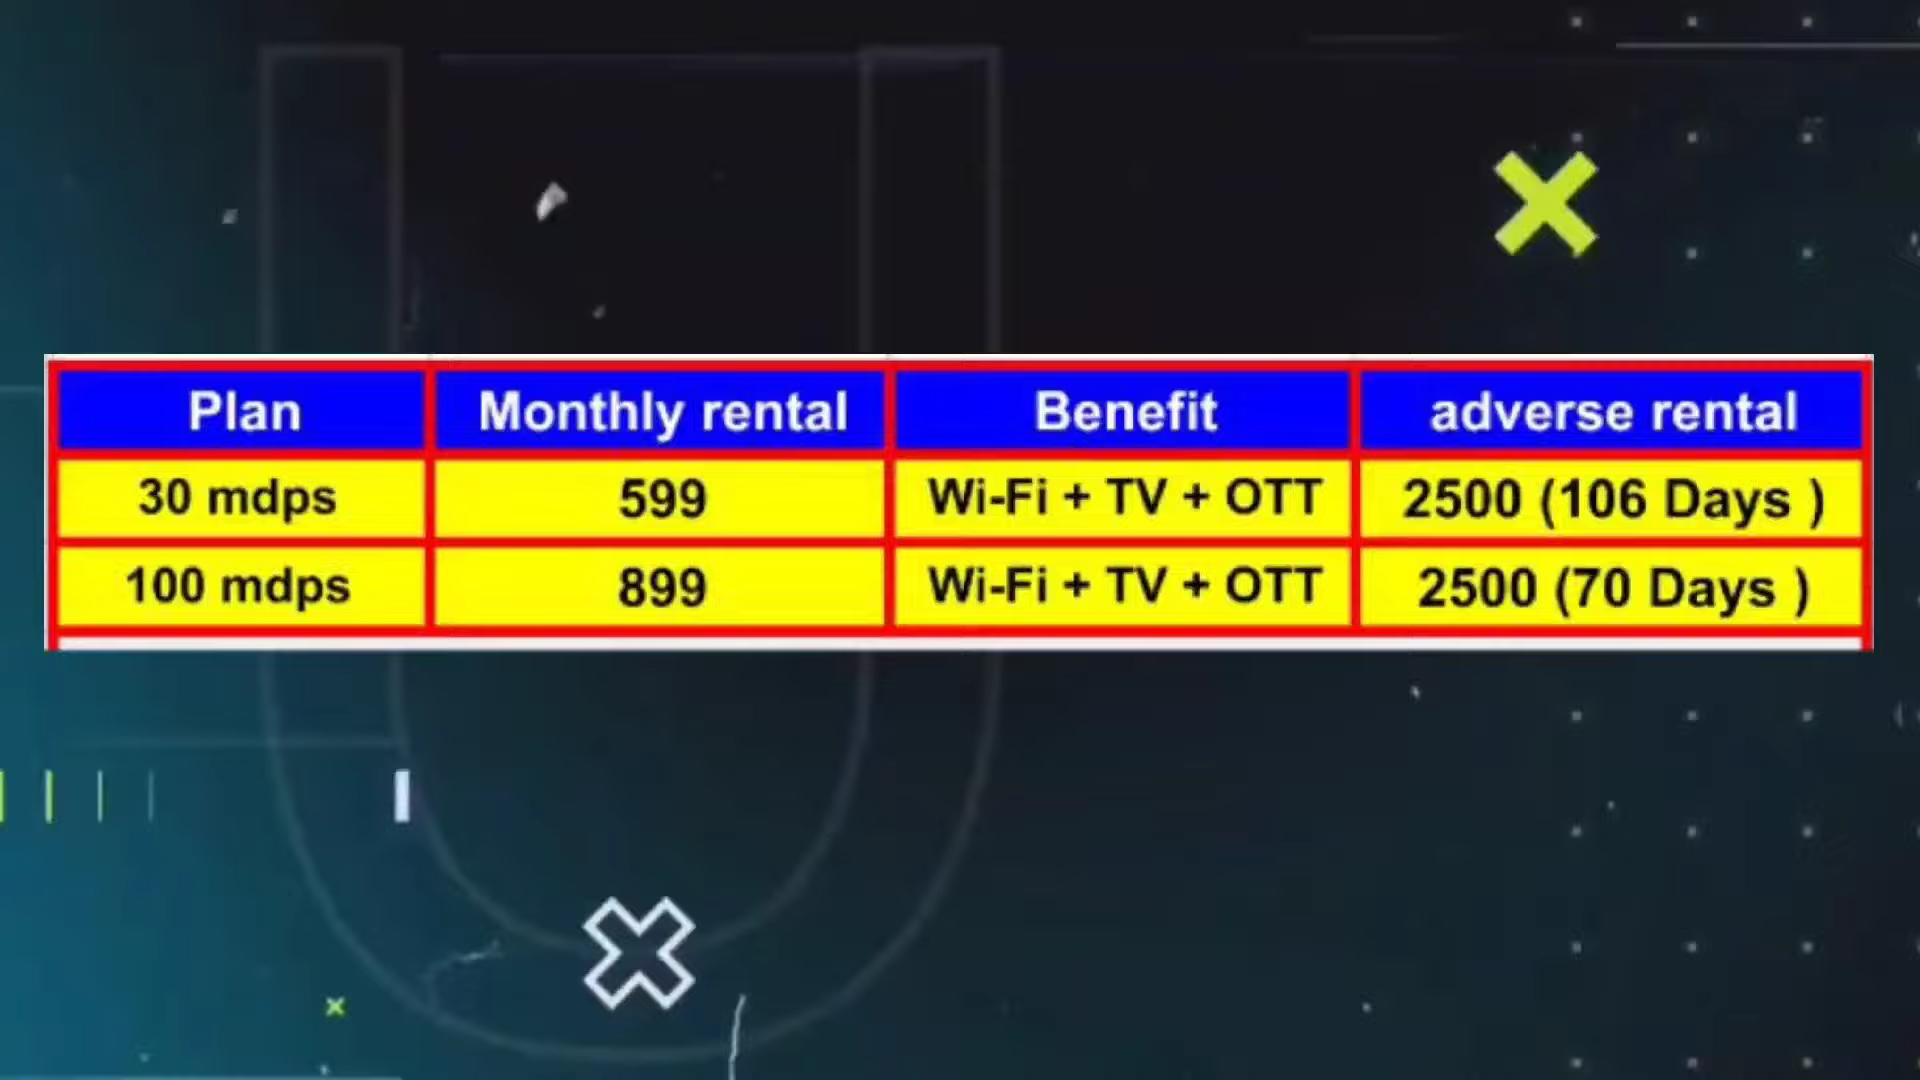 Plan Monthly rental Benefit adverse rental
30 mdps 599 Wi-Fi + TV + OTT 2500 (106 Days )
100 mdps 899 Wi-Fi + TV + OTT 2500 (70 Days )